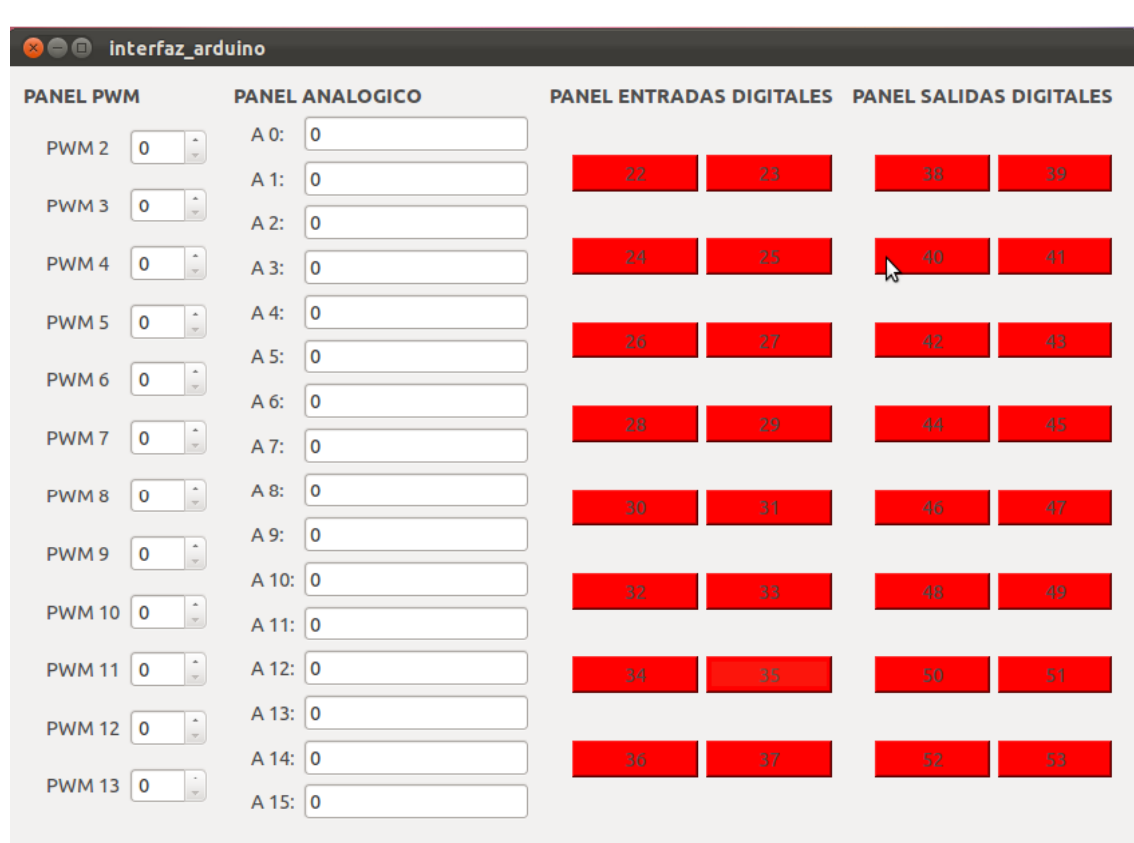 interfaz_arduino
PANEL PWM
PWM 2 0
PWM 3 0
PWM 4 0
PWM 5 0
PWM 6 0
PWM 7 0
PWM 8 0
PWM 9 0
PWM 10 0
PWM 11 0
PWM 12 0
PWM 13 0
PANEL ANALOGICO
A 0: 0
A 1: 0
A 2: 0
A 3: 0
A 4: 0
A 5: 0
A 6: 0
A 7: 0
A 8: 0
A 9: 0
A 10: 0
A 11: 0
A 12: 0
A 13: 0
A 14: 0
A 15: 0
PANEL ENTRADAS DIGITALES
22 23
24 25
26 27
28 29
30 31
32 33
34 35
36 37
PANEL SALIDAS DIGITALES
38 39
40 41
42 43
44 45
46 47
48 49
50 51
52 53